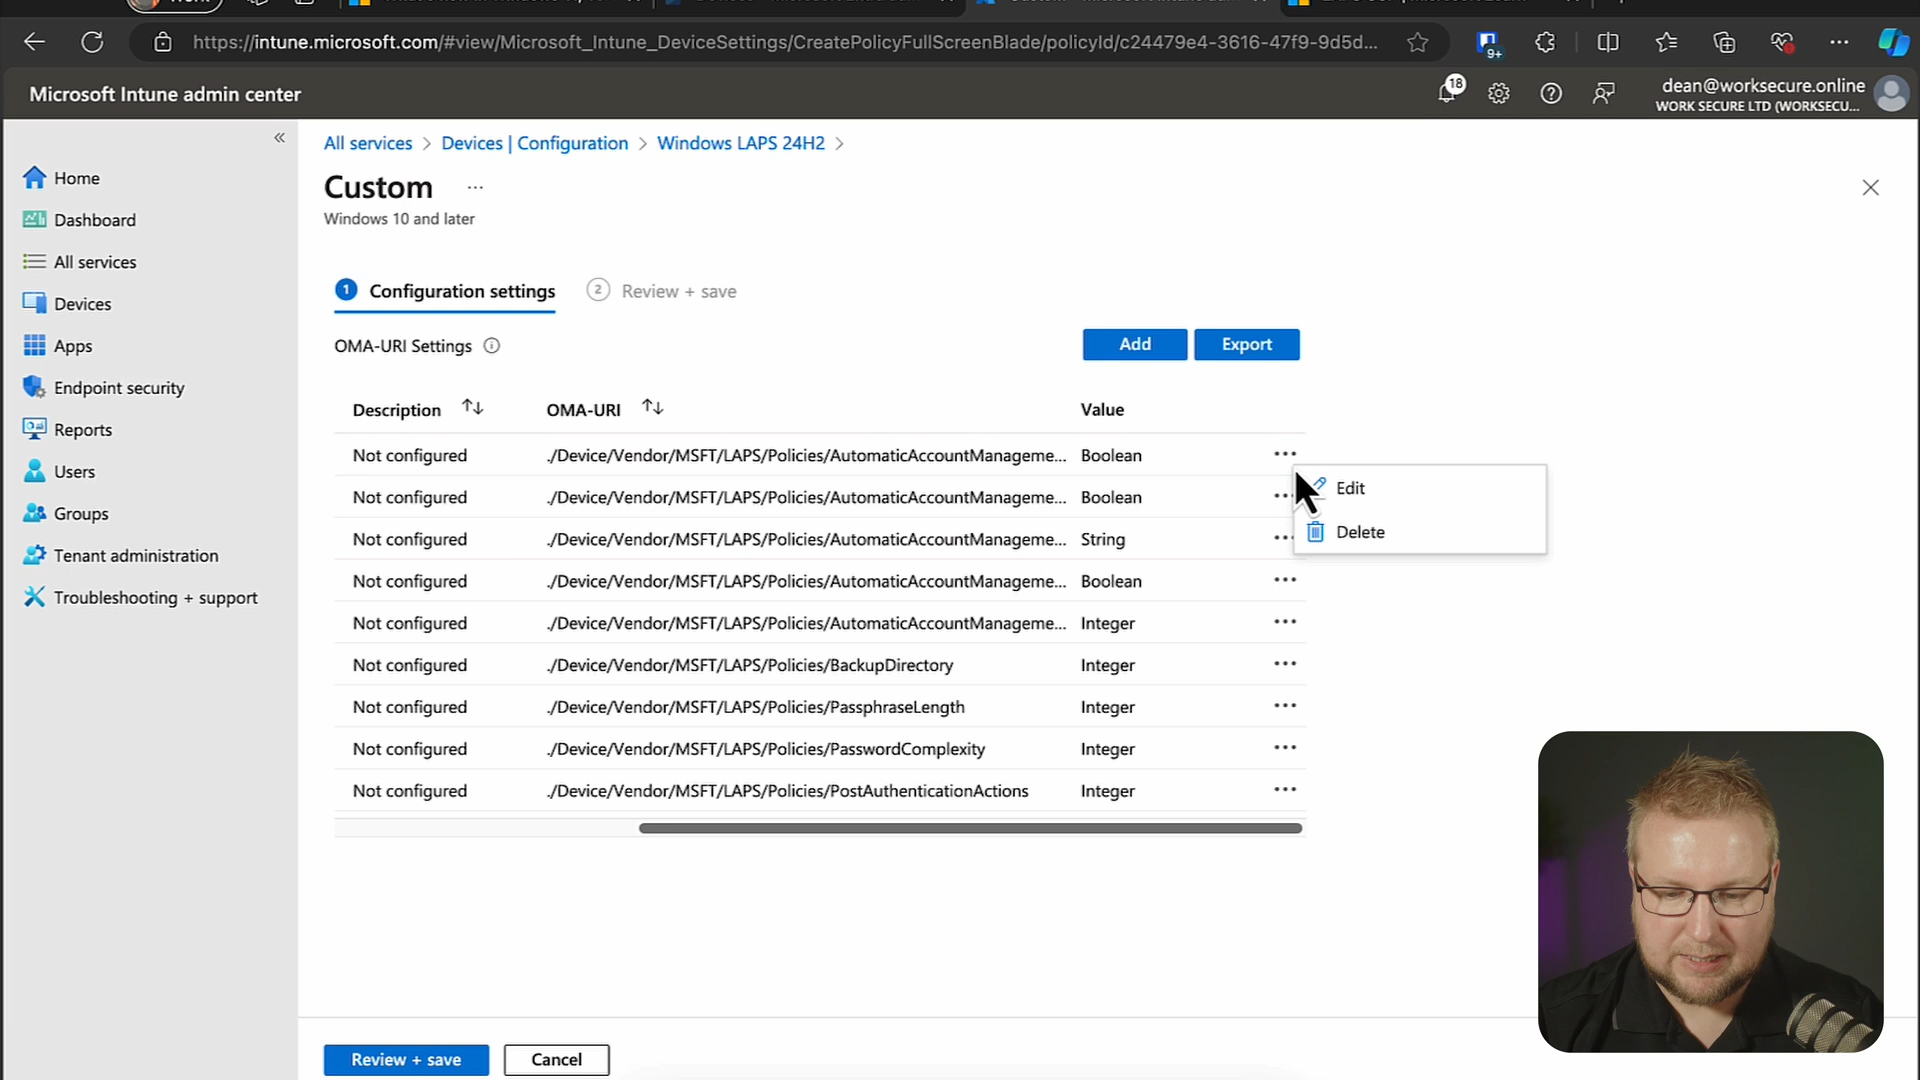 https://intune.microsoft.com/#view/Microsoft_Intune_DeviceSettings/CreatePolicyFullScreenBlade/policyId/c24479e4-3616-47f9-9d5d...
9+
Microsoft Intune admin center
18
dean@worksecure.online
WORK SECURE LTD (WORKSECU...
All services > Devices | Configuration > Windows LAPS 24H2 >
Custom ...
Windows 10 and later
Home
Dashboard
All services
Devices
Apps
Endpoint security
Reports
Users
Groups
Tenant administration
Troubleshooting + support
1 Configuration settings
2 Review + save
OMA-URI Settings
Add
Export
Description OMA-URI Value
Not configured ./Device/Vendor/MSFT/LAPS/Policies/AutomaticAccountManageme... Boolean
Not configured ./Device/Vendor/MSFT/LAPS/Policies/AutomaticAccountManageme... Boolean
Not configured ./Device/Vendor/MSFT/LAPS/Policies/AutomaticAccountManageme... String
Not configured ./Device/Vendor/MSFT/LAPS/Policies/AutomaticAccountManageme... Boolean
Not configured ./Device/Vendor/MSFT/LAPS/Policies/AutomaticAccountManageme... Integer
Not configured ./Device/Vendor/MSFT/LAPS/Policies/BackupDirectory Integer
Not configured ./Device/Vendor/MSFT/LAPS/Policies/PassphraseLength Integer
Not configured ./Device/Vendor/MSFT/LAPS/Policies/PasswordComplexity Integer
Not configured ./Device/Vendor/MSFT/LAPS/Policies/PostAuthenticationActions Integer
Edit
Delete
Review + save
Cancel